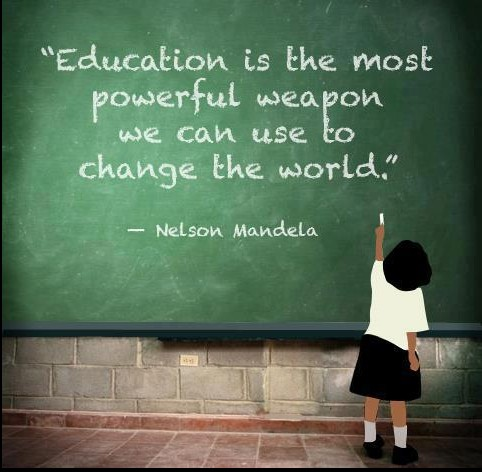 “Education is the most
powerful weapon
we can use to
change the world.”
— Nelson Mandela